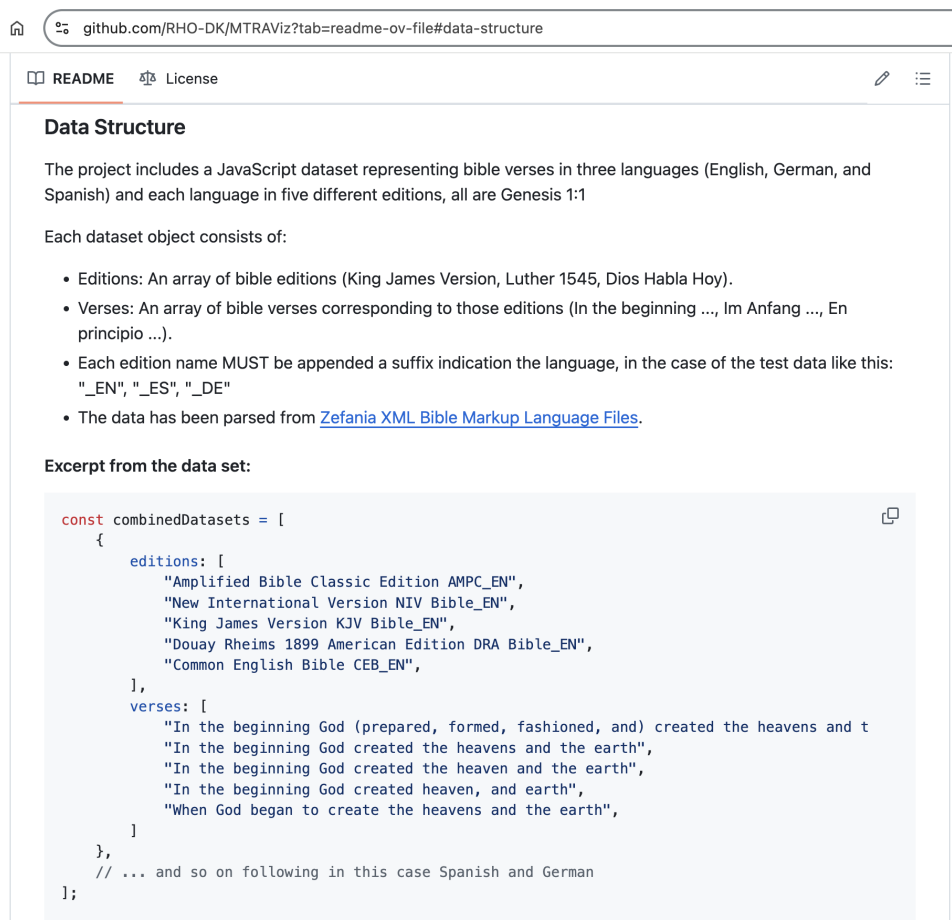 github.com/RHO-DK/MTRAViz?tab=readme-ov-file#data-structure
README
License
Data Structure
The project includes a JavaScript dataset representing bible verses in three languages (English, German, and
Spanish) and each language in five different editions, all are Genesis 1:1
Each dataset object consists of:
• Editions: An array of bible editions (King James Version, Luther 1545, Dios Habla Hoy).
• Verses: An array of bible verses corresponding to those editions (In the beginning ..., Im Anfang ..., En
principio ...).
• Each edition name MUST be appended a suffix indication the language, in the case of the test data like this:
"_EN", "_ES", "_DE"
• The data has been parsed from Zefania XML Bible Markup Language Files.
Excerpt from the data set:
const combinedDatasets = [
    {
        editions: [
            "Amplified Bible Classic Edition AMPC_EN",
            "New International Version NIV Bible_EN",
            "King James Version KJV Bible_EN",
            "Douay Rheims 1899 American Edition DRA Bible_EN",
            "Common English Bible CEB_EN",
        ],
        verses: [
            "In the beginning God (prepared, formed, fashioned, and) created the heavens and t
            "In the beginning God created the heavens and the earth",
            "In the beginning God created the heaven and the earth",
            "In the beginning God created heaven, and earth",
            "When God began to create the heavens and the earth",
        ]
    },
    // ... and so on following in this case Spanish and German
];